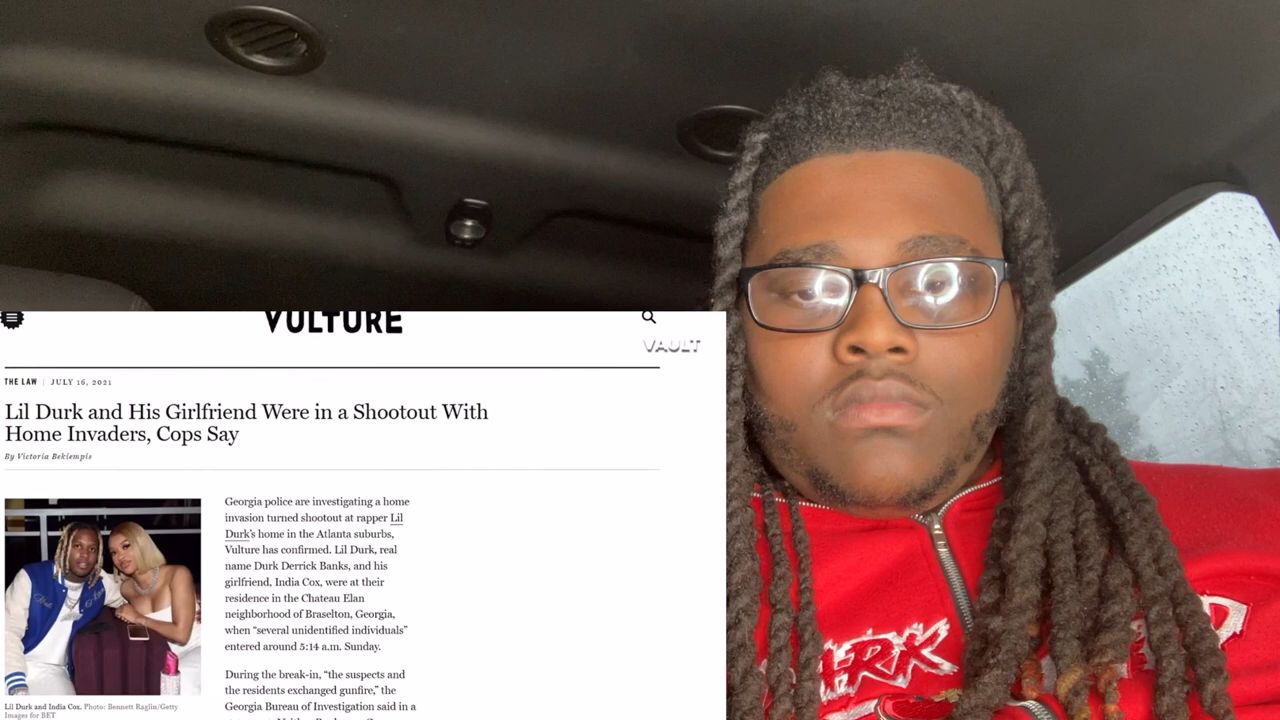 VULTURE
VAULT
THE LAW | JULY 16, 2021
Lil Durk and His Girlfriend Were in a Shootout With
Home Invaders, Cops Say
By Victoria Bekiempis
Georgia police are investigating a home
invasion turned shootout at rapper Lil
Durk's home in the Atlanta suburbs,
Vulture has confirmed. Lil Durk, real
name Durk Derrick Banks, and his
girlfriend, India Cox, were at their
residence in the Chateau Elan
neighborhood of Braselton, Georgia,
when “several unidentified individuals”
entered around 5:14 a.m. Sunday.
During the break-in, “the suspects and
the residents exchanged gunfire,” the
Georgia Bureau of Investigation said in a
Lil Durk and India Cox. Photo: Bennett Raglin/Getty
Images for BET